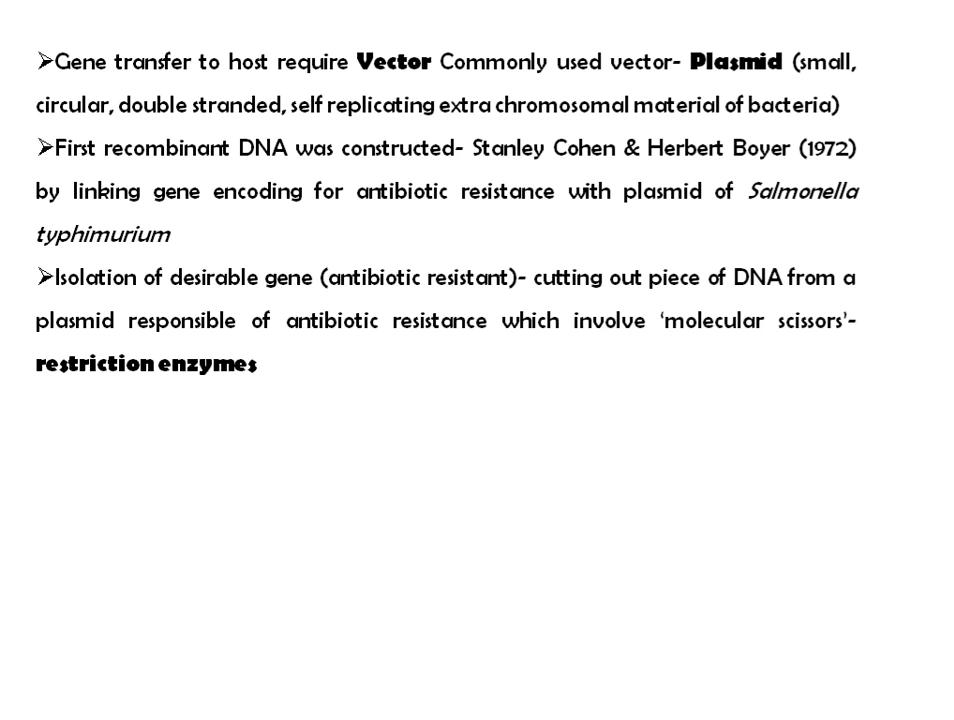 ➢Gene transfer to host require Vector Commonly used vector- Plasmid (small,
circular, double stranded, self replicating extra chromosomal material of bacteria)
➢First recombinant DNA was constructed- Stanley Cohen & Herbert Boyer (1972)
by linking gene encoding for antibiotic resistance with plasmid of Salmonella
typhimurium
➢Isolation of desirable gene (antibiotic resistant)- cutting out piece of DNA from a
plasmid responsible of antibiotic resistance which involve ‘molecular scissors’-
restriction enzymes